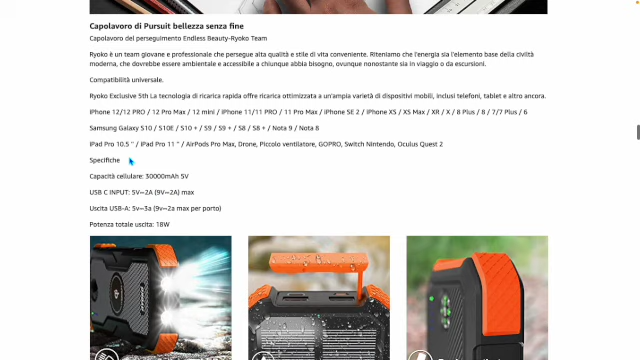 Capolavoro di Pursuit bellezza senza fine
Capolavoro del perseguimento Endless Beauty-Ryoko Team
Ryoko è un team giovane e professionale che persegue alta qualità e stile di vita conveniente. Riteniamo che l'energia sia l'elemento base della civiltà
moderna, che dovrebbe essere ambientale e accessibile a chiunque abbia bisogno, ovunque nonostante sia in viaggio o da escursioni.
Compatibilità universale.
Ryoko Exclusive 5th La tecnologia di ricarica rapida offre ricarica ottimizzata a un'ampia varietà di dispositivi mobili, inclusi telefoni, tablet e altro ancora.
iPhone 12/12 PRO / 12 Pro Max / 12 mini / iPhone 11/11 PRO / 11 Pro Max / iPhone SE 2 / iPhone XS / XS Max / XR / X / 8 Plus / 8 / 7/7 Plus / 6
Samsung Galaxy S10 / S10E / S10 + / S9 / S9 + / S8 / S8 + / Nota 9 / Nota 8
iPad Pro 10.5 '' / iPad Pro 11 " / AirPods Pro Max, Drone, Piccolo ventilatore, GOPRO, Switch Nintendo, Oculus Quest 2
Specifiche
Capacità cellulare: 30000mAh 5V
USB C INPUT: 5V⎓2A (9V⎓2A) max
Uscita USB-A: 5v⎓3a (9v⎓2a max per porto)
Potenza totale uscita: 18W